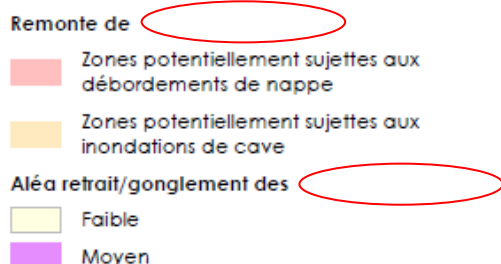 Remonte de
Zones potentiellement sujettes aux
débordements de nappe
Zones potentiellement sujettes aux
inondations de cave
Aléa retrait/gonglement des
Faible
Moyen